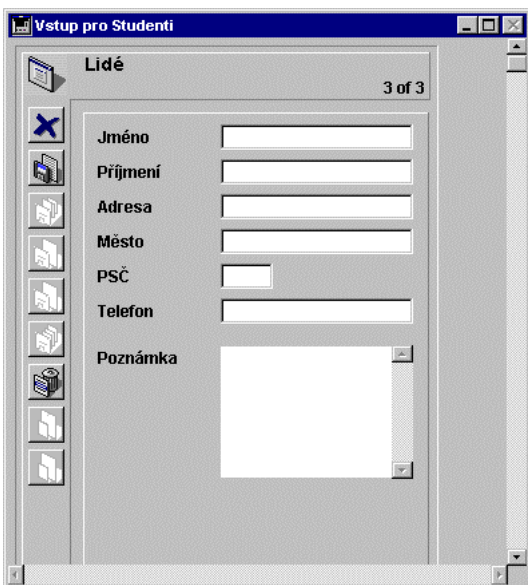 Vstup pro Studenti
Lidé
3 of 3
Jméno
Příjmení
Adresa
Město
PSČ
Telefon
Poznámka